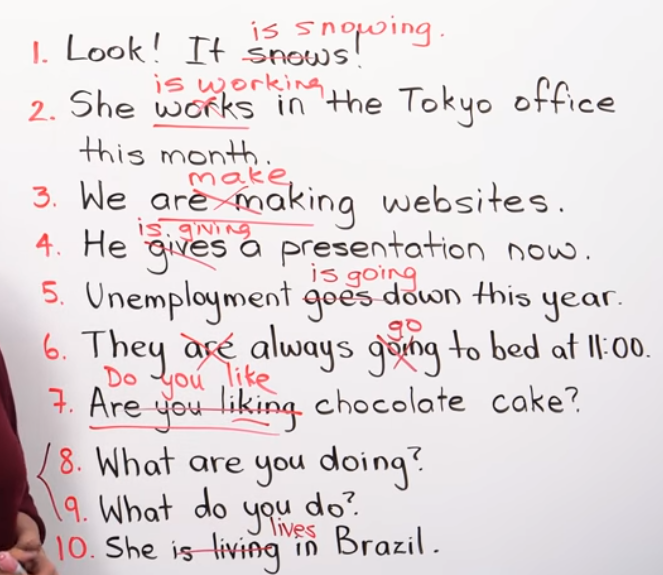 is snowing.
1. Look! It snows!
is working
2. She works in the Tokyo office
this month.
make
3. We are making websites.
is giving
4. He gives a presentation now.
is going
5. Unemployment goes down this year.
go
6. They are always going to bed at 11:00.
Do you like
7. Are you liking chocolate cake?
8. What are you doing?
9. What do you do?
lives
10. She is living in Brazil.